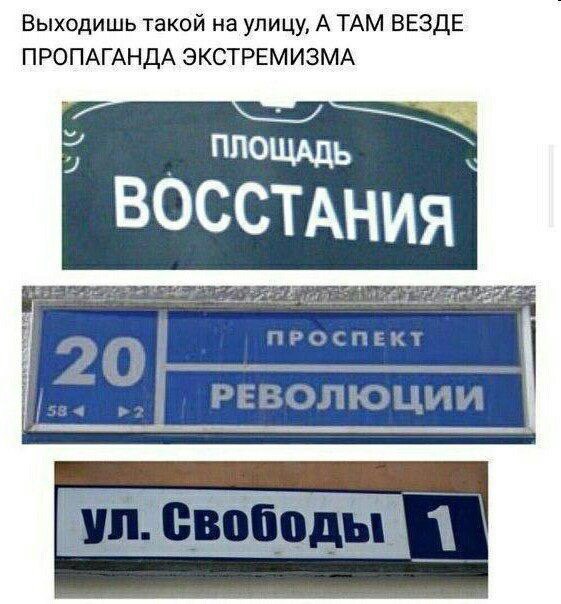 Выходишь такой на улицу, А ТАМ ВЕЗДЕ
ПРОПАГАНДА ЭКСТРЕМИЗМА
ПЛОЩАДЬ
ВОССТАНИЯ
20
58 ◄ ►2
ПРОСПЕКТ
РЕВОЛЮЦИИ
ул. Свободы 1